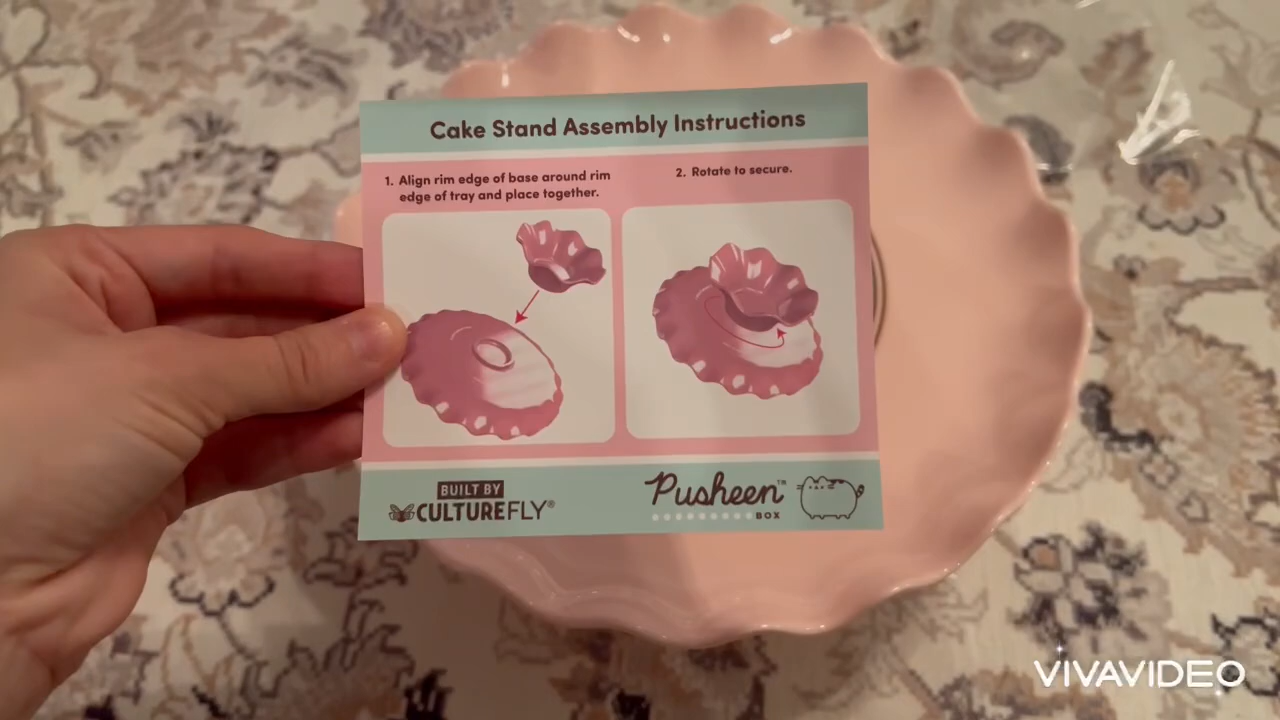 Cake Stand Assembly Instructions
1. Align rim edge of base around rim
edge of tray and place together.
2. Rotate to secure.
BUILT BY
CULTUREFLY®
Pusheen™
BOX
VIVAVIDEO